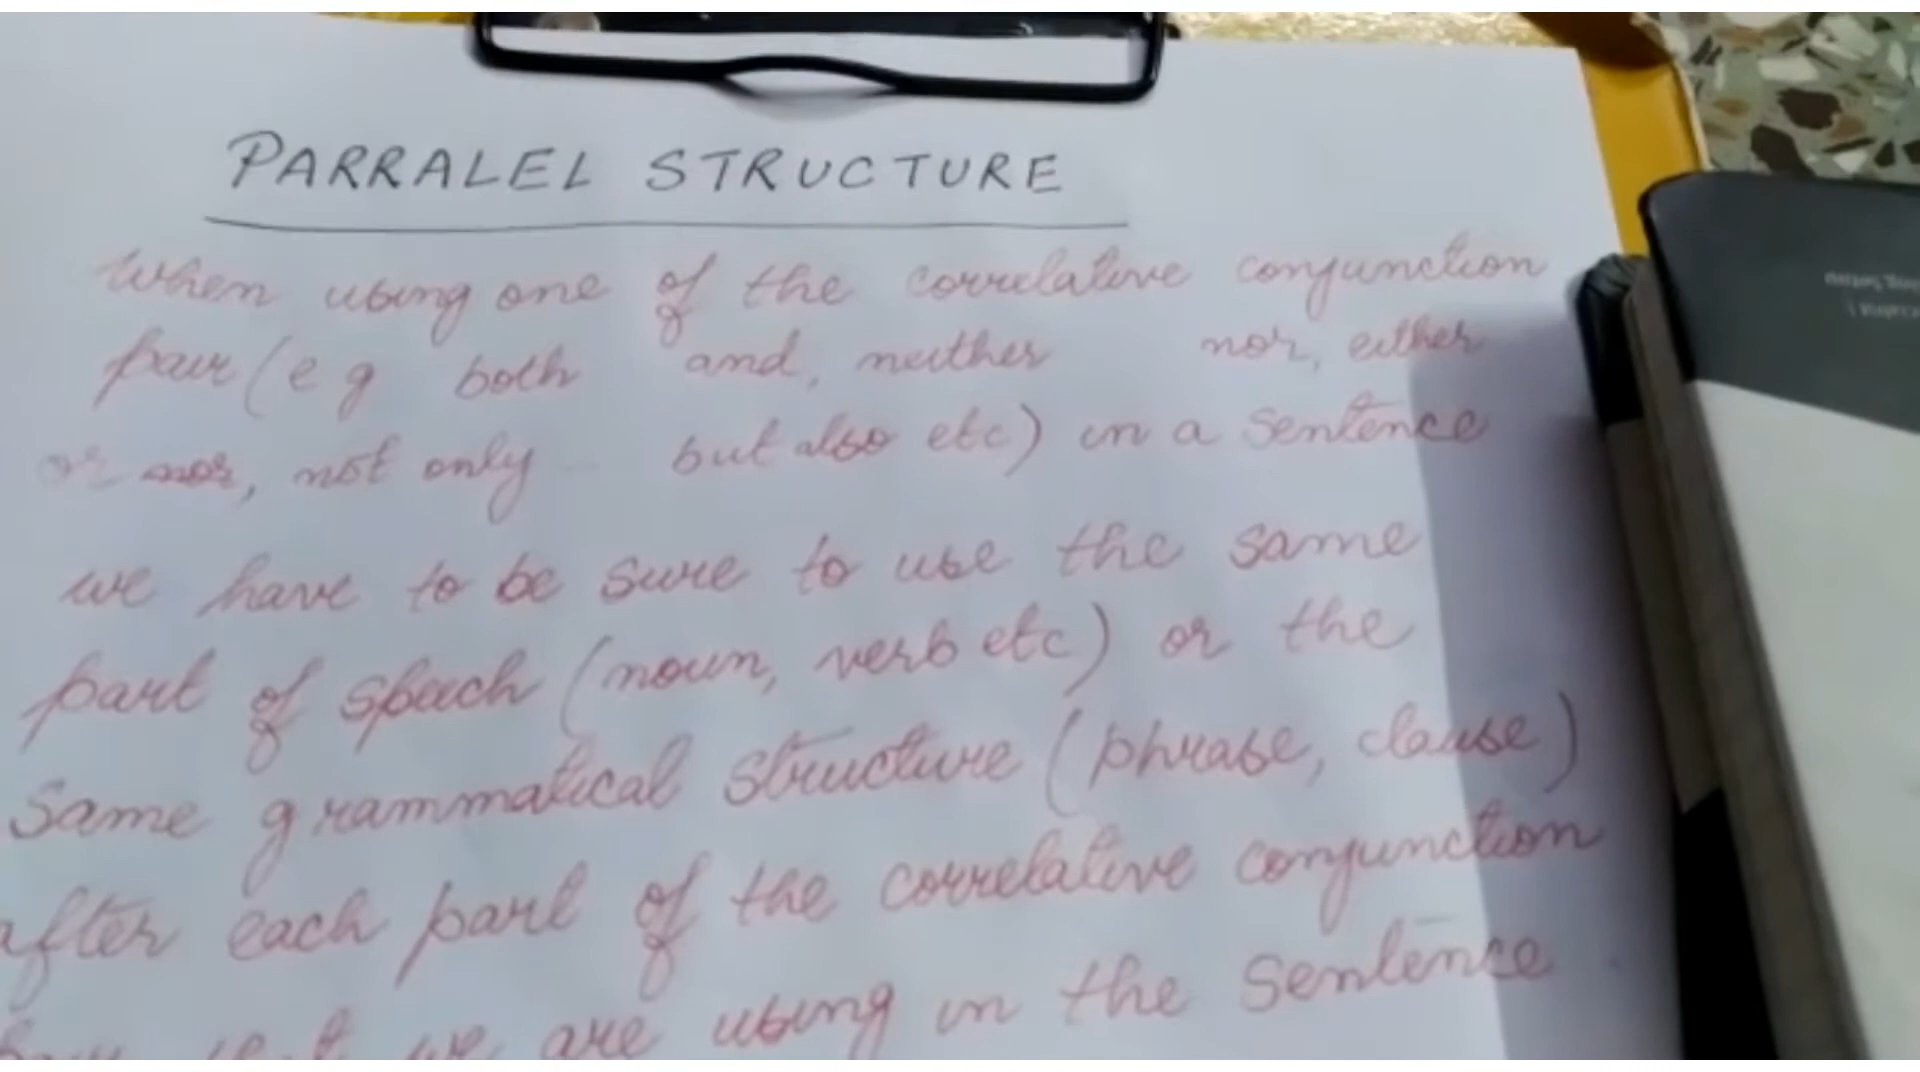 PARRALEL STRUCTURE
When using one of the correlative conjunction
pair (e g both and, neither nor, either
or nor, not only but also etc) in a sentence
we have to be sure to use the same
part of speech (noun, verb etc) or the
Same grammatical structure (phrase, clause)
after each part of the correlative conjunction
we are using in the Sentence